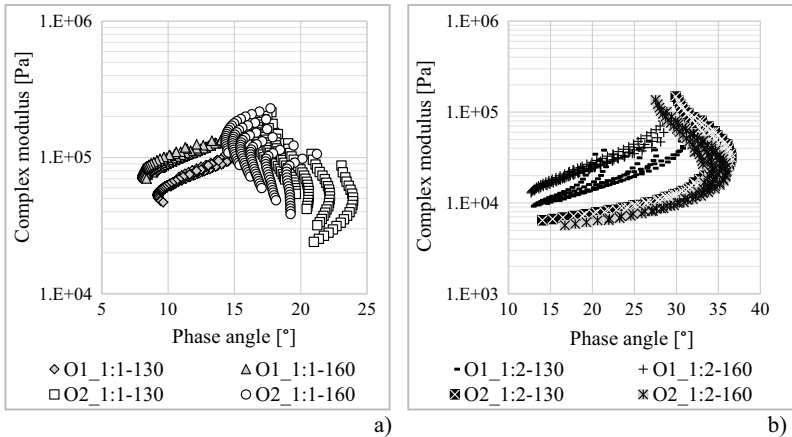 1.E+06
1.E+05
1.E+04
Complex modulus [Pa]
5 10 15 20 25
Phase angle [°]
O1_1:1-130 O1_1:1-160
O2_1:1-130 O2_1:1-160
a)
1.E+06
1.E+05
1.E+04
1.E+03
Complex modulus [Pa]
10 15 20 25 30 35 40
Phase angle [°]
O1_1:2-130 O1_1:2-160
O2_1:2-130 O2_1:2-160
b)